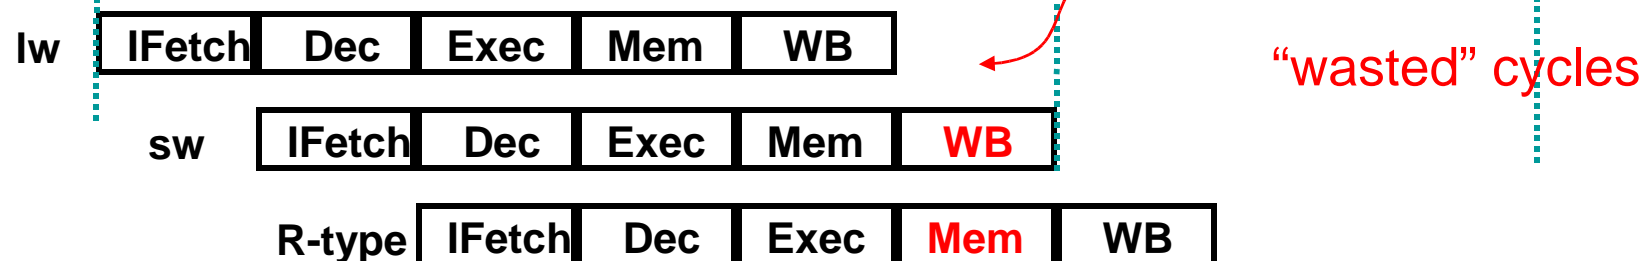 lw IFetch Dec Exec Mem WB
“wasted” cycles
sw IFetch Dec Exec Mem WB
R-type IFetch Dec Exec Mem WB